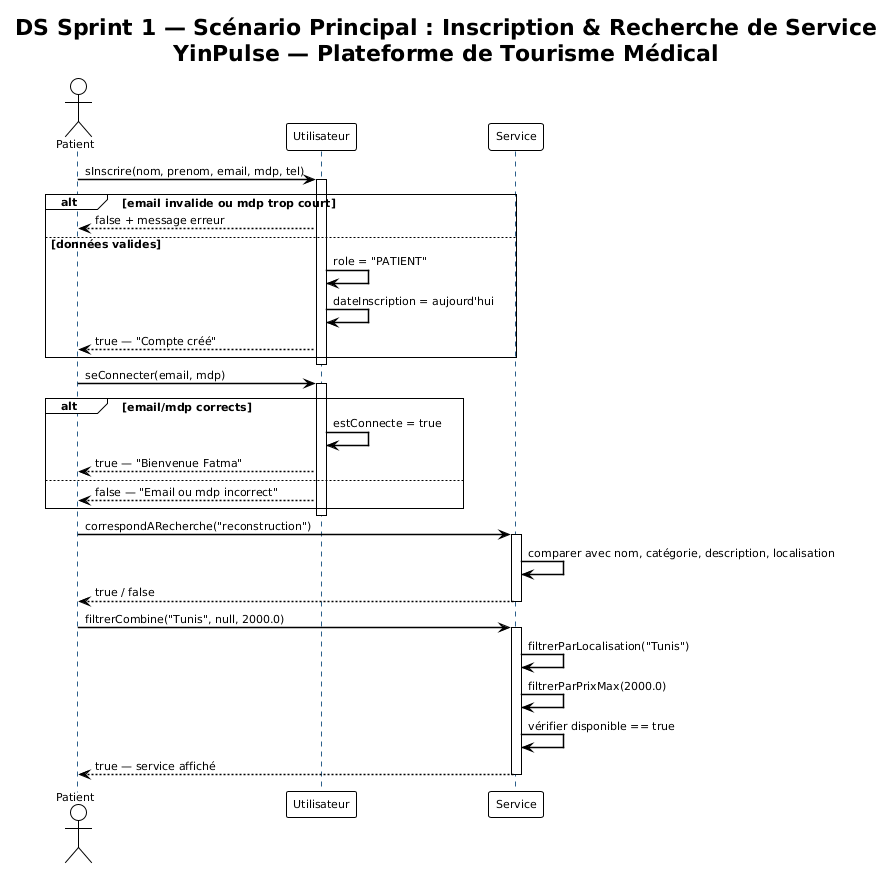 DS Sprint 1 — Scénario Principal : Inscription & Recherche de Service
YinPulse — Plateforme de Tourisme Médical
Patient
Utilisateur
Service
sInscrire(nom, prenom, email, mdp, tel)
alt
[email invalide ou mdp trop court]
false + message erreur
[données valides]
role = "PATIENT"
dateInscription = aujourd'hui
true — "Compte créé"
seConnecter(email, mdp)
alt
[email/mdp corrects]
estConnecte = true
true — "Bienvenue Fatma"
false — "Email ou mdp incorrect"
correspondARecherche("reconstruction")
comparer avec nom, catégorie, description, localisation
true / false
filtrerCombine("Tunis", null, 2000.0)
filtrerParLocalisation("Tunis")
filtrerParPrixMax(2000.0)
vérifier disponible == true
true — service affiché
Patient
Utilisateur
Service